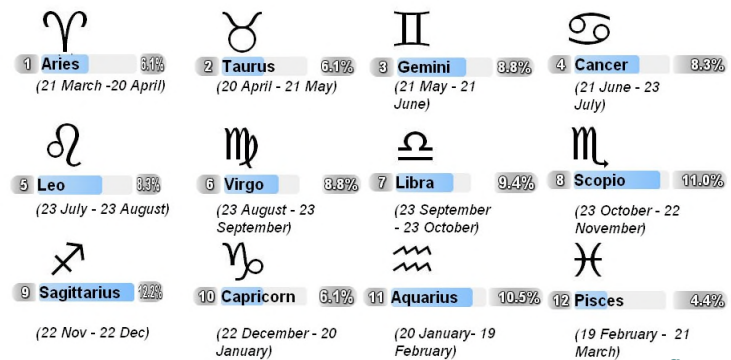 1 Aries 6.1%
(21 March -20 April)
2 Taurus 6.1%
(20 April - 21 May)
3 Gemini 8.8%
(21 May - 21
June)
4 Cancer 8.3%
(21 June - 23
July)
5 Leo 8.3%
(23 July - 23 August)
6 Virgo 8.8%
(23 August - 23
September)
7 Libra 9.4%
(23 September
- 23 October)
8 Scopio 11.0%
(23 October - 22
November)
9 Sagittarius 12.2%
(22 Nov - 22 Dec)
10 Capricorn 6.1%
(22 December - 20
January)
11 Aquarius 10.5%
(20 January- 19
February)
12 Pisces 4.4%
(19 February - 21
March)